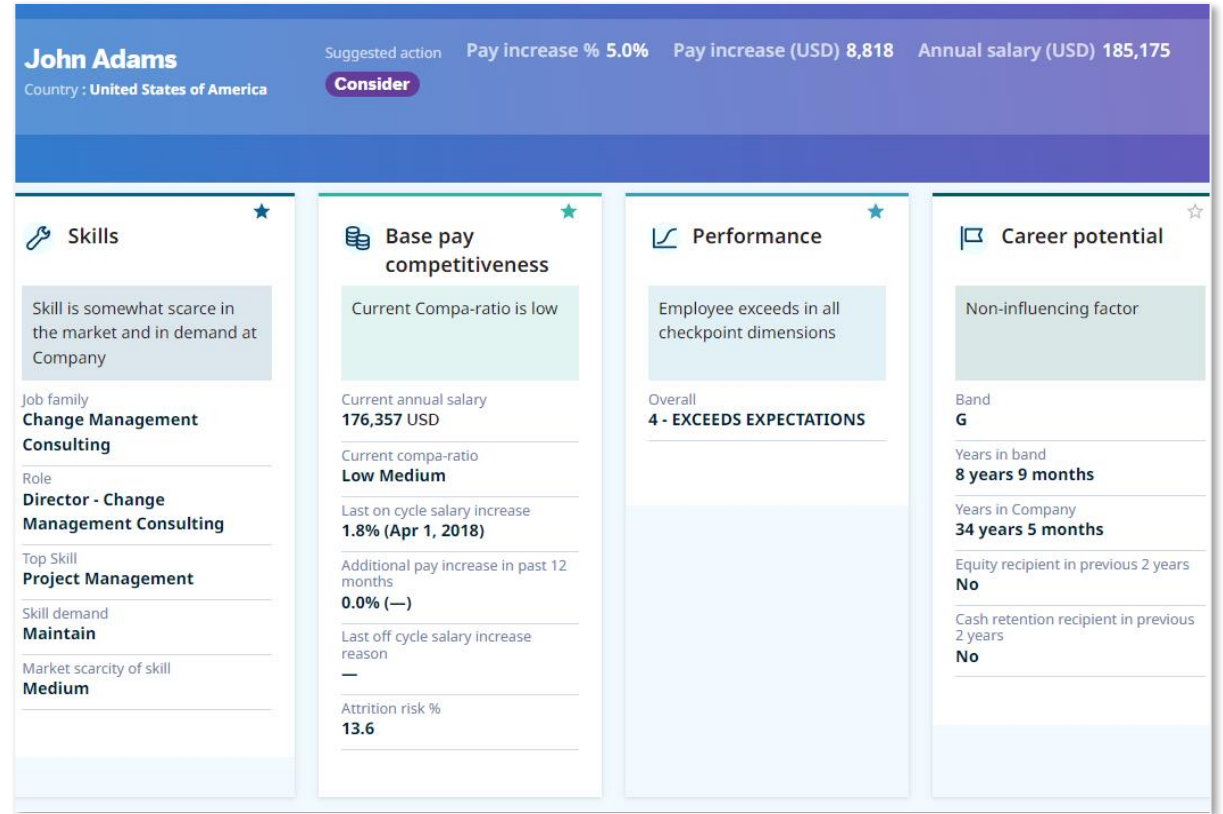 John Adams
Country : United States of America
Suggested action
Consider
Pay increase % 5.0%
Pay increase (USD) 8,818
Annual salary (USD) 185,175
Skills
Skill is somewhat scarce in
the market and in demand at
Company
Job family
Change Management
Consulting
Role
Director - Change
Management Consulting
Top Skill
Project Management
Skill demand
Maintain
Market scarcity of skill
Medium
Base pay
competitiveness
Current Compa-ratio is low
Current annual salary
176,357 USD
Current compa-ratio
Low Medium
Last on cycle salary increase
1.8% (Apr 1, 2018)
Additional pay increase in past 12
months
0.0% (—)
Last off cycle salary increase
reason
—
Attrition risk %
13.6
Performance
Employee exceeds in all
checkpoint dimensions
Overall
4 - EXCEEDS EXPECTATIONS
Career potential
Non-influencing factor
Band
G
Years in band
8 years 9 months
Years in Company
34 years 5 months
Equity recipient in previous 2 years
No
Cash retention recipient in previous
2 years
No